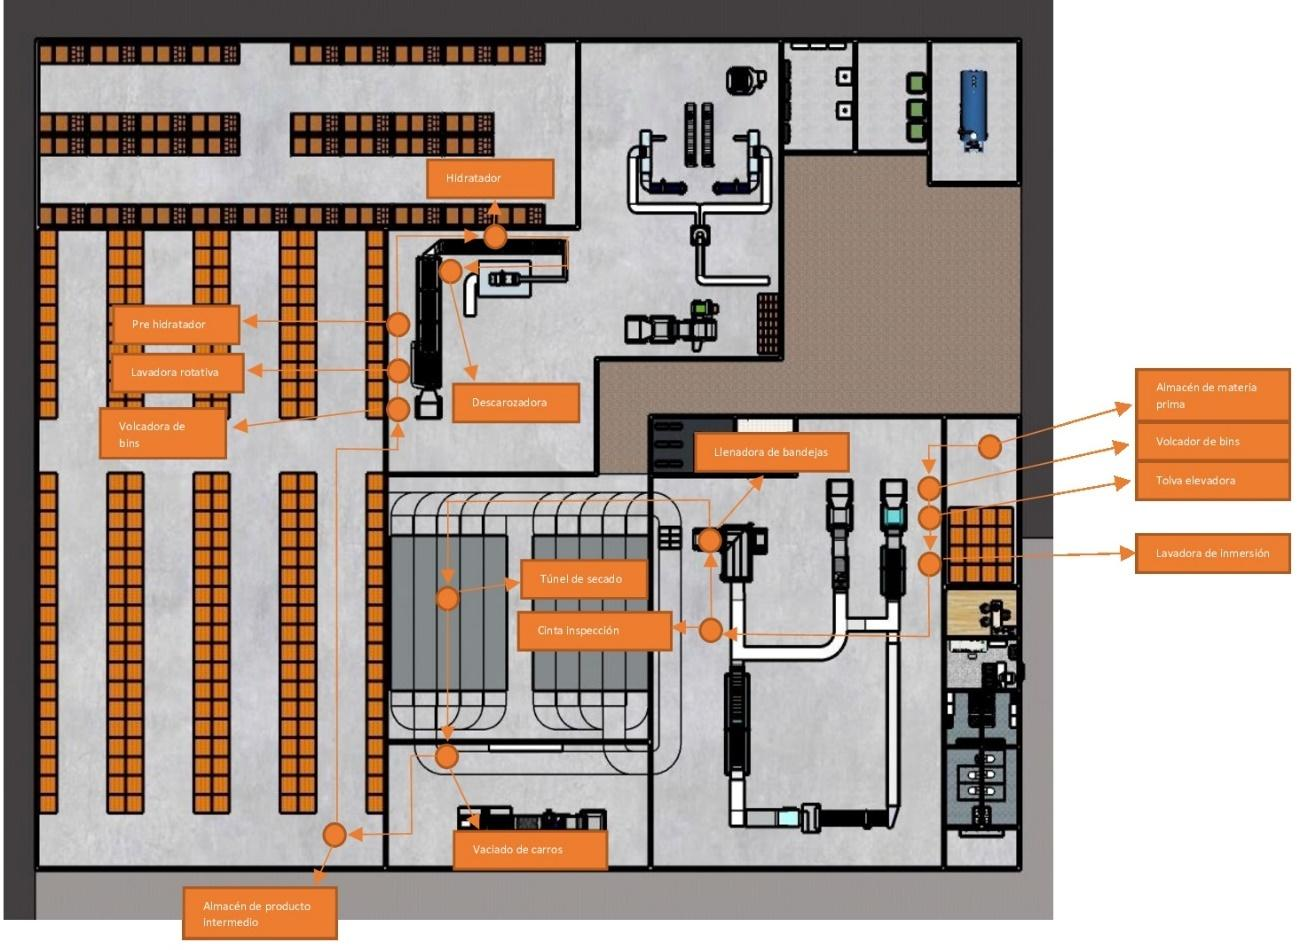 Hidratador
Pre hidratador
Lavadora rotativa
Volcadora de
bins
Descarozadora
Almacén de materia
prima
Volcador de bins
Tolva elevadora
Lavadora de inmersión
Llenadora de bandejas
Túnel de secado
Cinta inspección
Vaciado de carros
Almacén de producto
intermedio